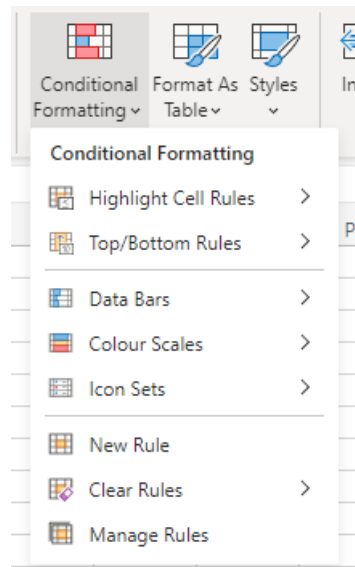 Conditional Format As Styles In
Formatting Table
Conditional Formatting
Highlight Cell Rules
Top/Bottom Rules
P
Data Bars
Colour Scales
Icon Sets
New Rule
Clear Rules
Manage Rules